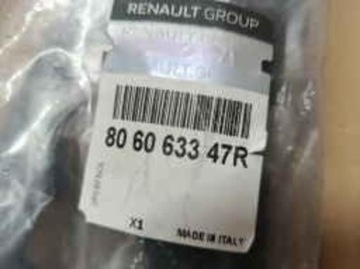 RENAULT GROUP
80 60 633 47R
X1
MADE IN ITALY